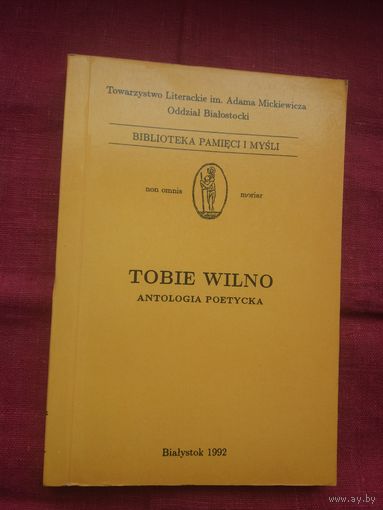 Towarzystwo Literackie im. Adama Mickiewicza
Oddział Białostocki
BIBLIOTEKA PAMIĘCI I MYŚLI
non omnis moriar
TOBIE WILNO
ANTOLOGIA POETYCKA
Białystok 1992
www.ay.by